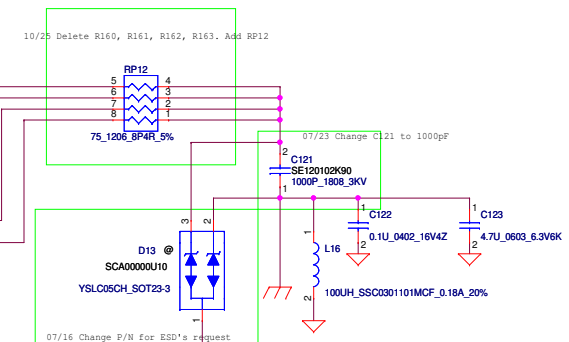 10/25 Delete R160, R161, R162, R163. Add RP12
RP12
5 4
6 3
7 2
8 1
75_1206_8P4R_5%
07/23 Change C121 to 1000pF
2
C121
SE120102K90
1000P_1808_3KV
1
3 2
1 C122
0.1U_0402_16V4Z
2
1 C123
4.7U_0603_6.3V6K
2
D13 @
SCA00000U10
YSLC05CH_SOT23-3
1
1
L16
2
100UH_SSC0301101MCF_0.18A_20%
07/16 Change P/N for ESD's request